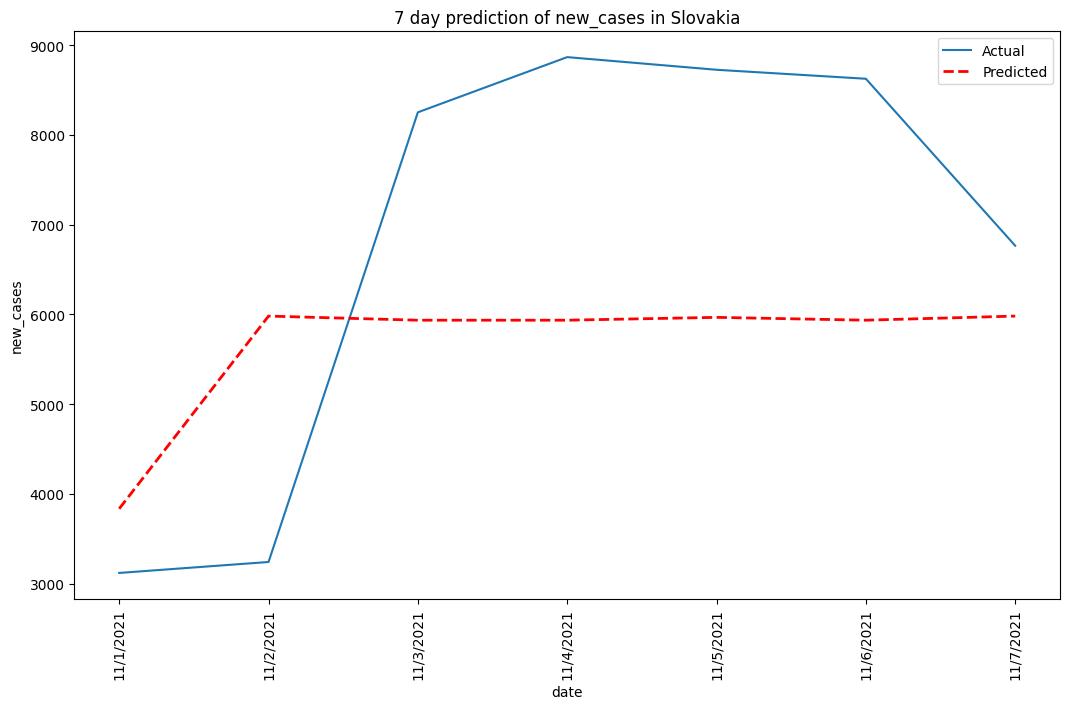 7 day prediction of new_cases in Slovakia
Actual
Predicted
9000
8000
7000
6000
5000
4000
3000
new_cases
11/1/2021
11/2/2021
11/3/2021
11/4/2021
11/5/2021
11/6/2021
11/7/2021
date